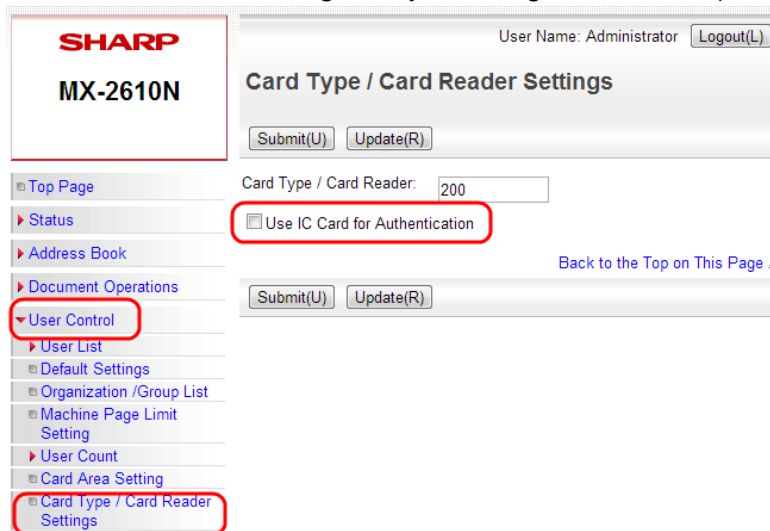 SHARP
MX-2610N
User Name: Administrator Logout(L)
Card Type / Card Reader Settings
Submit(U) Update(R)
Card Type / Card Reader: 200
Use IC Card for Authentication
Back to the Top on This Page
Submit(U) Update(R)
Top Page
Status
Address Book
Document Operations
User Control
User List
Default Settings
Organization /Group List
Machine Page Limit
Setting
User Count
Card Area Setting
Card Type / Card Reader
Settings